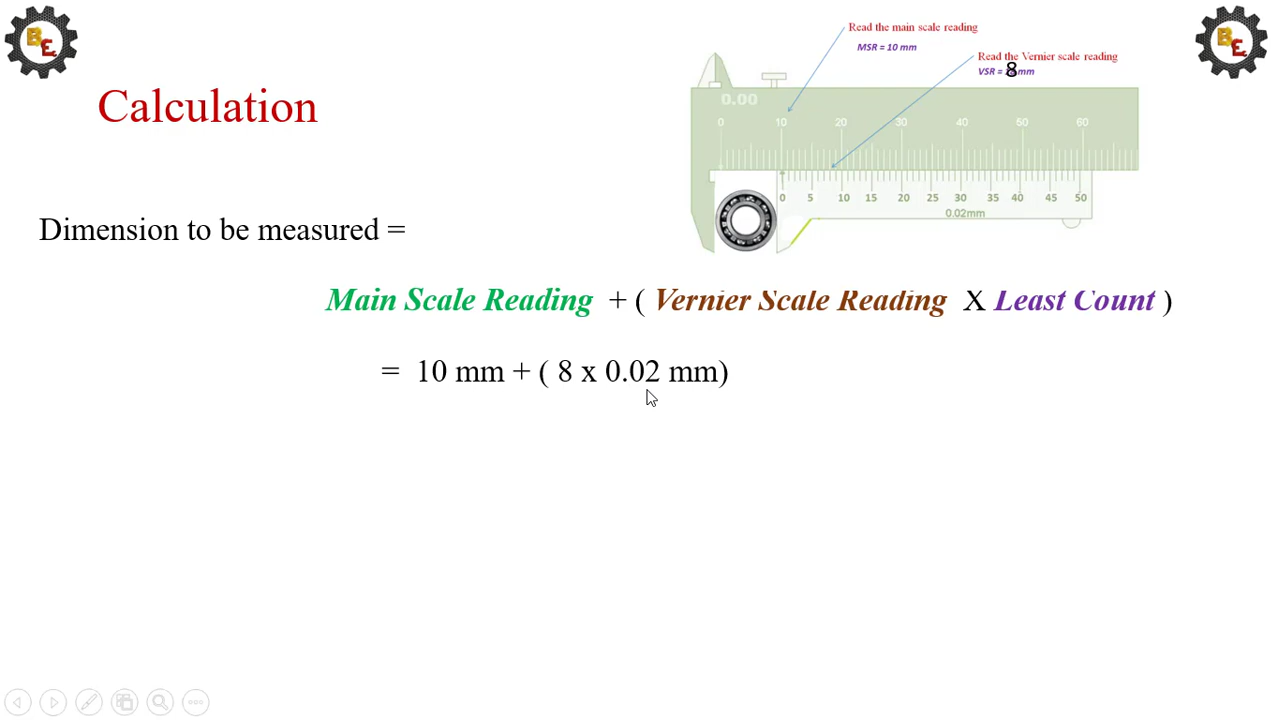 B E.
Read the main scale reading
MSR = 10 mm
Read the Vernier scale reading
VSR = 8 mm
B E.
Calculation
0.00
0 10 20 30 40 50 60
0 5 10 15 20 25 30 35 40 45 50
0.02mm
Dimension to be measured =
Main Scale Reading + ( Vernier Scale Reading X Least Count )
= 10 mm + ( 8 x 0.02 mm)